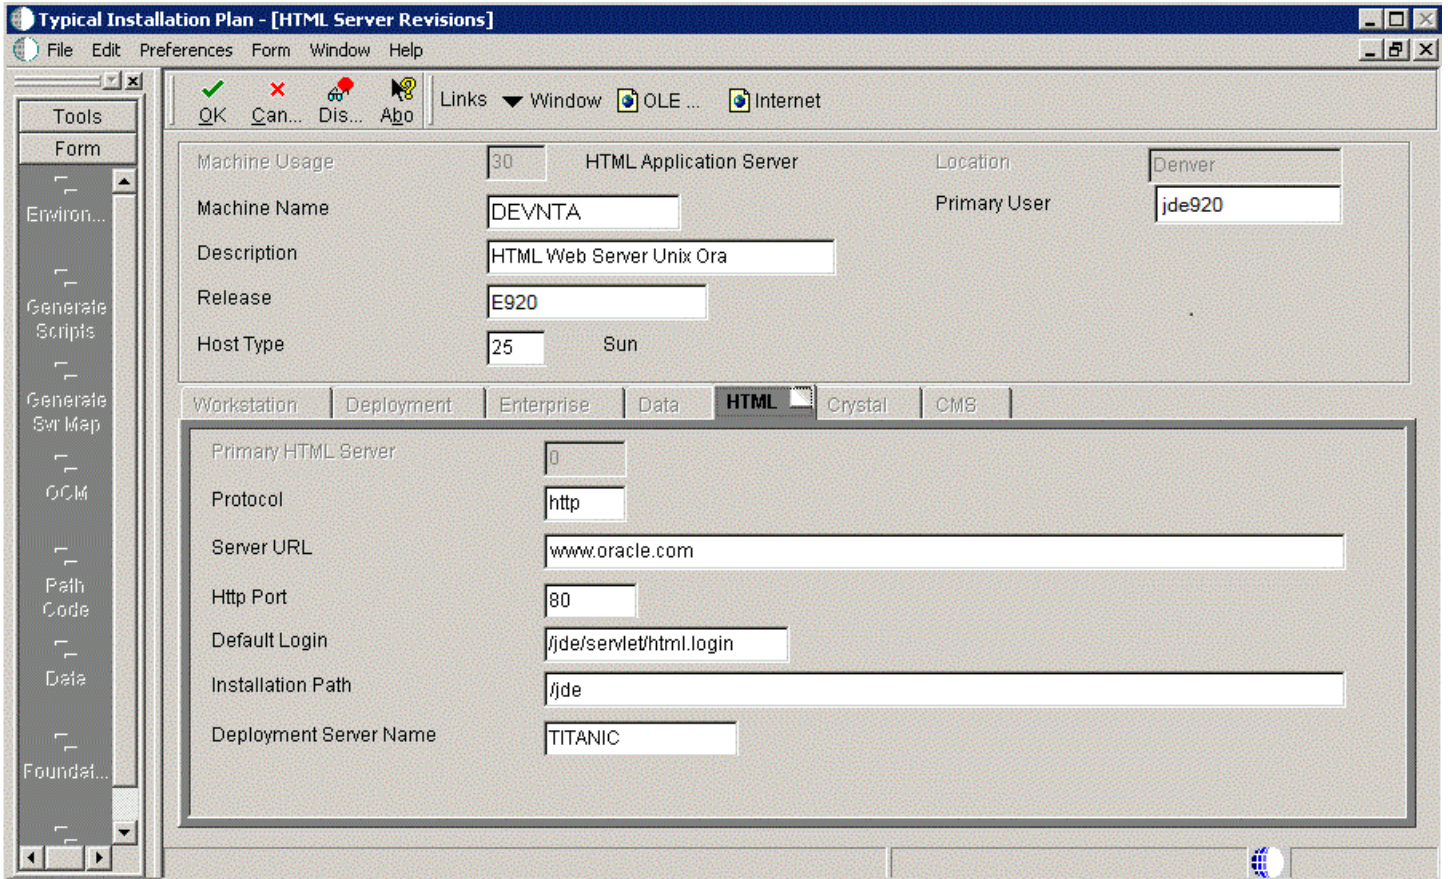 Typical Installation Plan - [HTML Server Revisions]
File Edit Preferences Form Window Help
Tools
Form
Environ...
Generate
Scripts
Generate
Svr Map
OCM
Path
Code
Data
Foundat...
OK Can... Dis... Abo Links Window OLE ... Internet
Machine Usage 30 HTML Application Server Location Denver
Machine Name DEVNTA Primary User jde920
Description HTML Web Server Unix Ora
Release E920
Host Type 25 Sun
Workstation Deployment Enterprise Data HTML Crystal CMS
Primary HTML Server 0
Protocol http
Server URL www.oracle.com
Http Port 80
Default Login /jde/servlet/html.login
Installation Path /jde
Deployment Server Name TITANIC